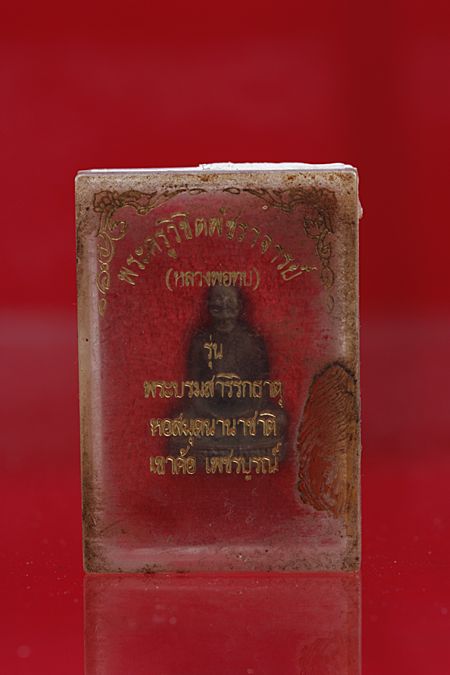 พระครูวิชิตพัชราจารย์
(หลวงพ่อทบ)
รุ่น
พระบรมสารีริกธาตุ
หอสมุดนานาชาติ
เขาค้อ เพชรบูรณ์